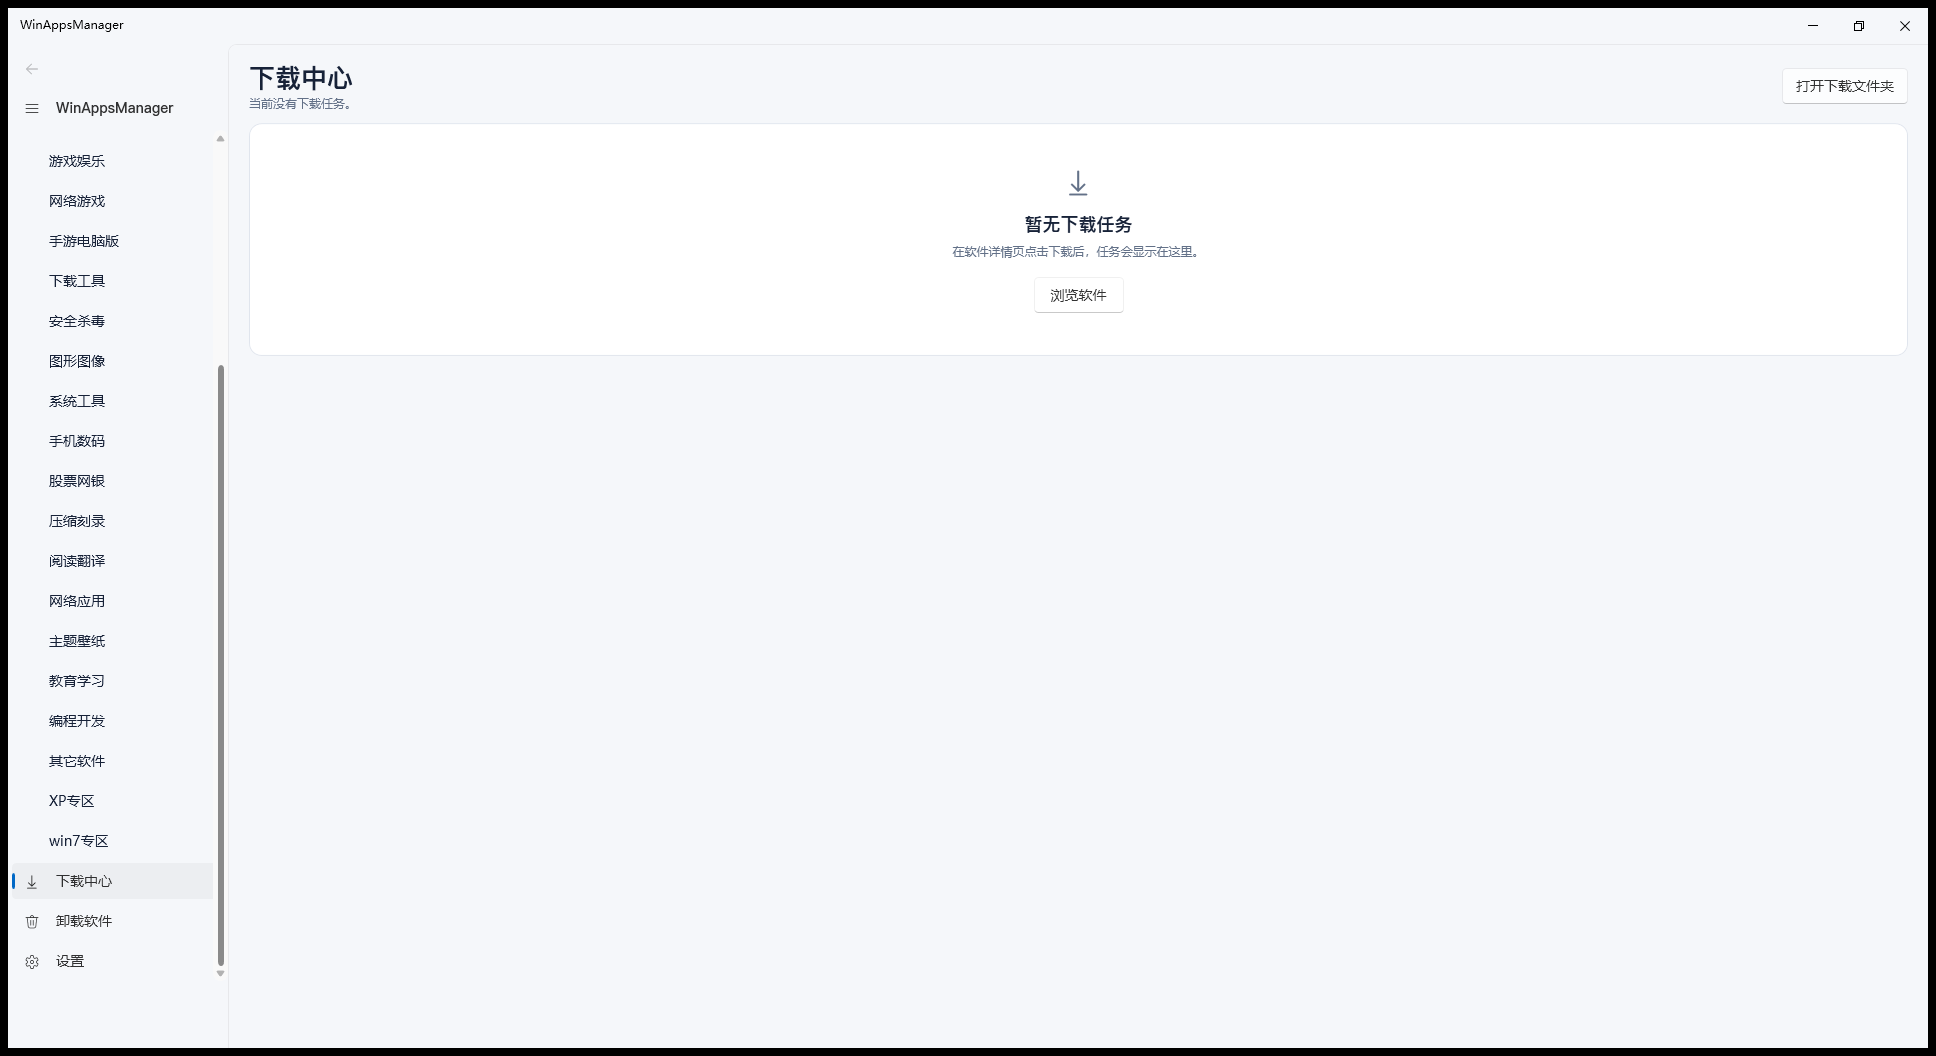 WinAppsManager
WinAppsManager
游戏娱乐
网络游戏
手游电脑版
下载工具
安全杀毒
图形图像
系统工具
手机数码
股票网银
压缩刻录
阅读翻译
网络应用
主题壁纸
教育学习
编程开发
其它软件
XP专区
win7专区
下载中心
卸载软件
设置
下载中心
当前没有下载任务。
打开下载文件夹
暂无下载任务
在软件详情页点击下载后，任务会显示在这里。
浏览软件